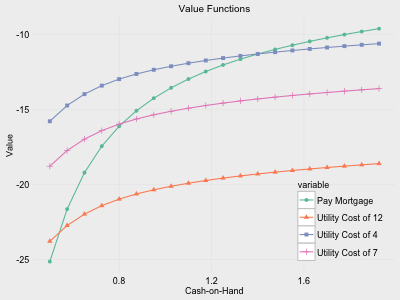 Value Functions
Value
-10
-15
-20
-25
0.8
1.2
1.6
Cash-on-Hand
variable
Pay Mortgage
Utility Cost of 12
Utility Cost of 4
Utility Cost of 7